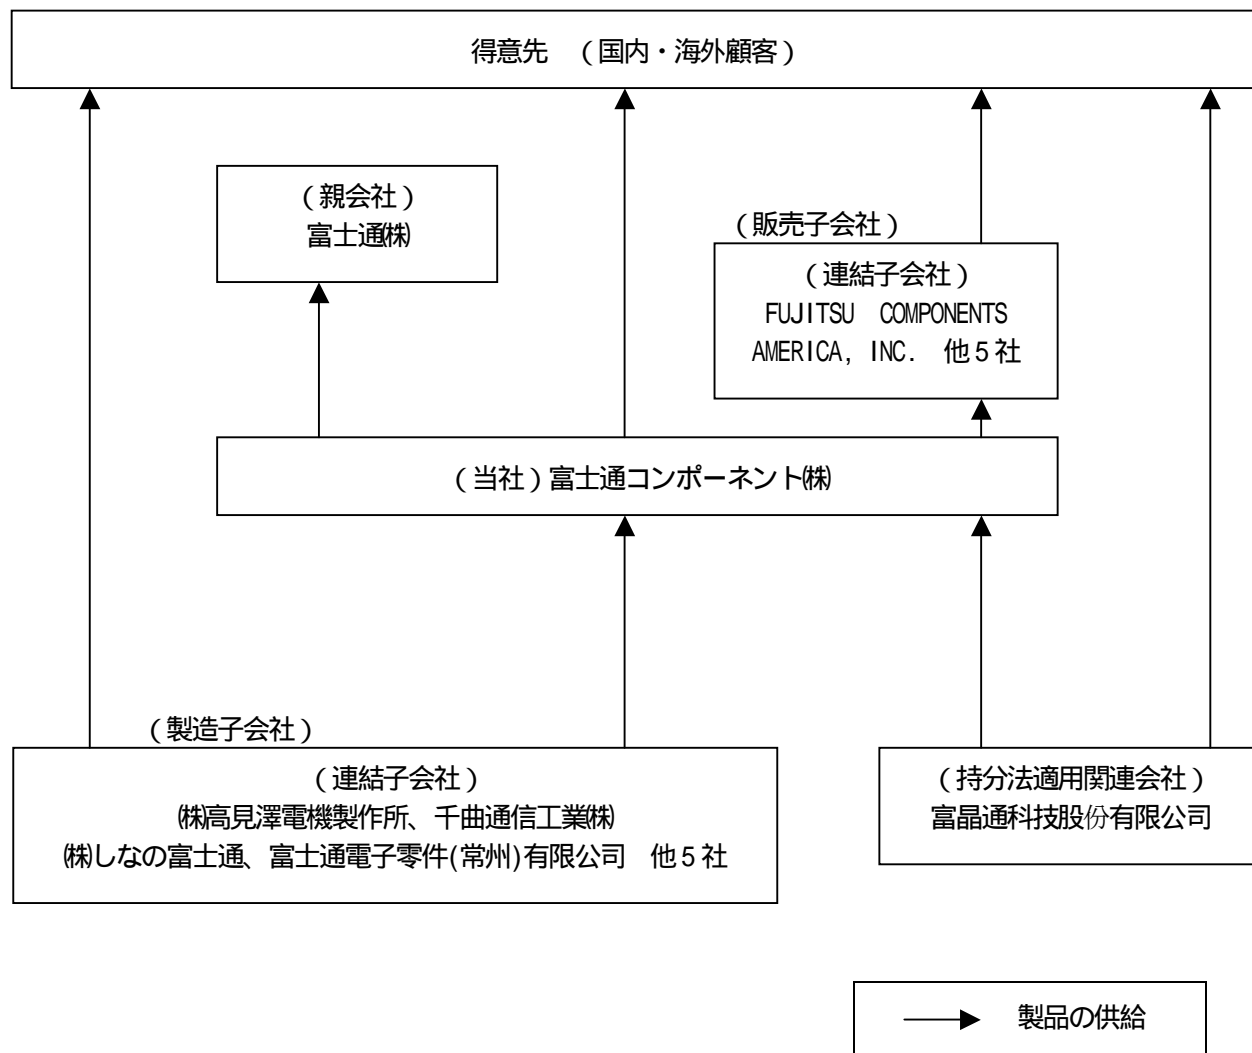 得意先　（国内・海外顧客）
（親会社）
富士通㈱
（販売子会社）
（連結子会社）
FUJITSU　COMPONENTS
AMERICA, INC.　他５社
（当社）富士通コンポーネント㈱
（製造子会社）
（連結子会社）
㈱高見澤電機製作所、千曲通信工業㈱
㈱しなの富士通、富士通電子零件(常州)有限公司　他５社
（持分法適用関連会社）
富晶通科技股份有限公司
製品の供給